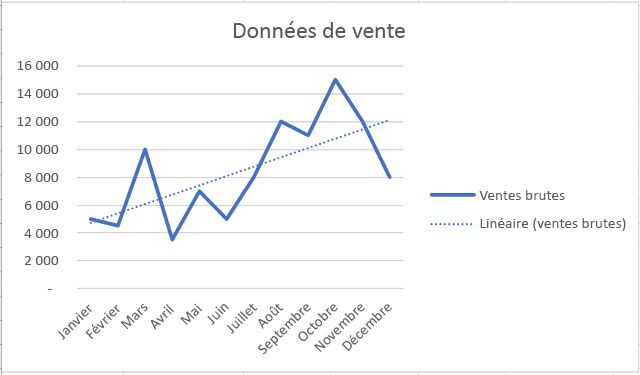 Données de vente
16 000
14 000
12 000
10 000
8 000
6 000
4 000
2 000
-
Janvier
Février
Mars
Avril
Mai
Juin
Juillet
Août
Septembre
Octobre
Novembre
Décembre
Ventes brutes
Linéaire (ventes brutes)